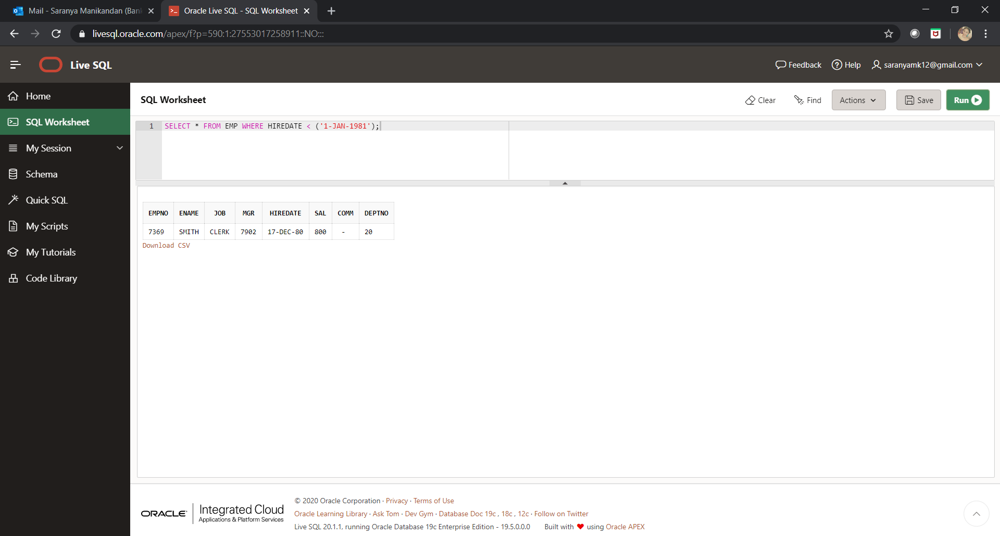 Mail - Saranya Manikandan (Bank
Oracle Live SQL - SQL Worksheet
livesql.oracle.com/apex/f?p=590:1:27553017258911::NO:::
Live SQL
Feedback
Help
saranyamk12@gmail.com
Home
SQL Worksheet
My Session
Schema
Quick SQL
My Scripts
My Tutorials
Code Library
SQL Worksheet
Clear
Find
Actions
Save
Run
1 SELECT * FROM EMP WHERE HIREDATE < ('1-JAN-1981');
EMPNO ENAME JOB MGR HIREDATE SAL COMM DEPTNO
7369 SMITH CLERK 7902 17-DEC-80 800 - 20
Download CSV
ORACLE Integrated Cloud
Applications & Platform Services
© 2020 Oracle Corporation · Privacy · Terms of Use
Oracle Learning Library · Ask Tom · Dev Gym · Database Doc 19c , 18c , 12c · Follow on Twitter
Live SQL 20.1.1, running Oracle Database 19c Enterprise Edition - 19.5.0.0.0 Built with ❤ using Oracle APEX